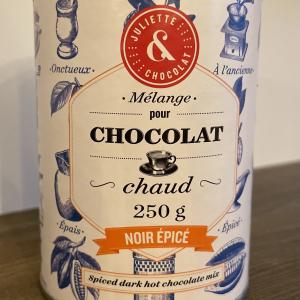 JULIETTE
&
CHOCOLAT
·Onctueux·
·À l'ancienne·
·Mélange·
pour
CHOCOLAT
chaud
250 g
·Épais·
·Épicé·
NOIR ÉPICÉ
Spiced dark hot chocolate mix